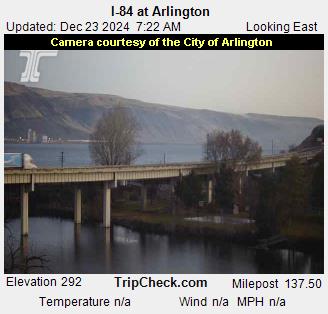 I-84 at Arlington
Updated: Dec 23 2024 7:22 AM Looking East
Camera courtesy of the City of Arlington
Elevation 292 TripCheck.com Milepost 137.50
Temperature n/a Wind n/a MPH n/a